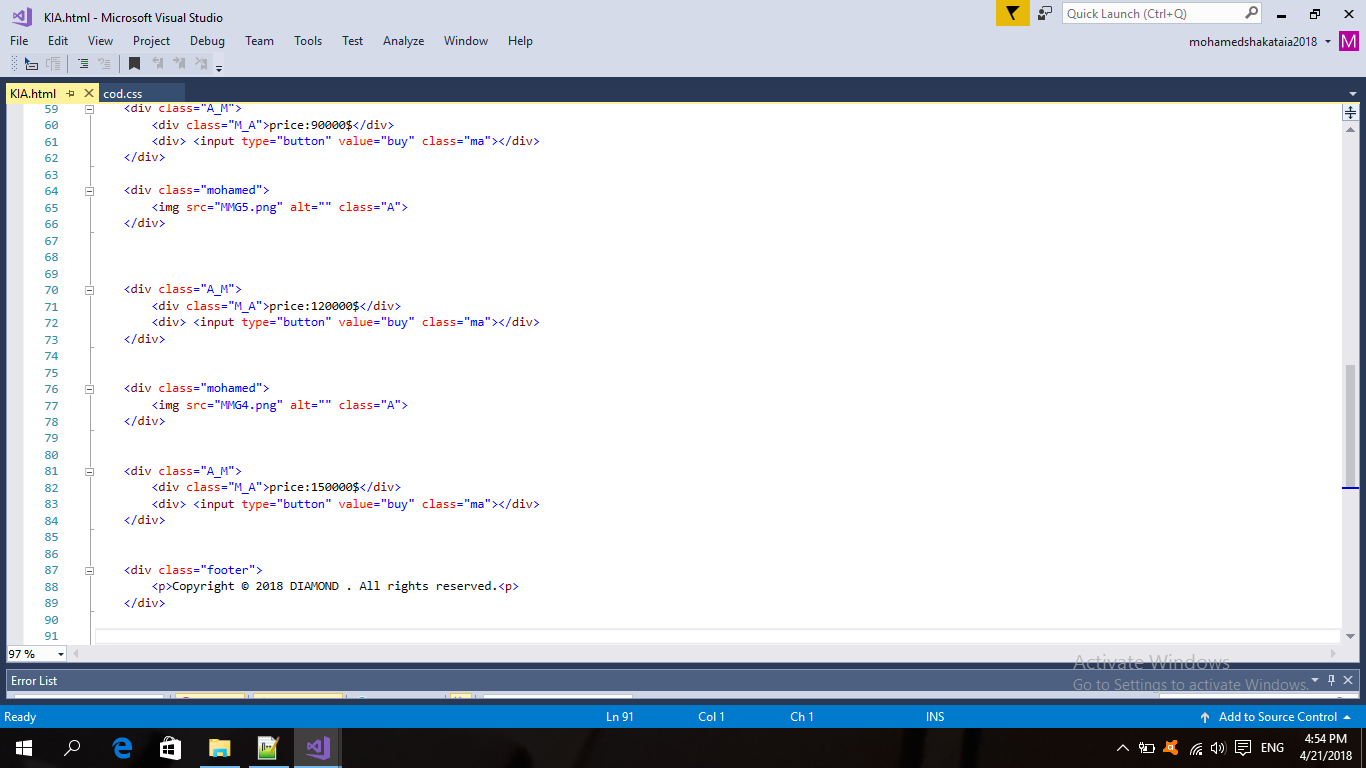 KIA.html - Microsoft Visual Studio
Quick Launch (Ctrl+Q)
File Edit View Project Debug Team Tools Test Analyze Window Help
mohamedshakataia2018 M
KIA.html cod.css
59 <div class="A_M">
60 <div class="M_A">price:90000$</div>
61 <div> <input type="button" value="buy" class="ma"></div>
62 </div>
63
64 <div class="mohamed">
65 <img src="MMG5.png" alt="" class="A">
66 </div>
67
68
69
70 <div class="A_M">
71 <div class="M_A">price:120000$</div>
72 <div> <input type="button" value="buy" class="ma"></div>
73 </div>
74
75
76 <div class="mohamed">
77 <img src="MMG4.png" alt="" class="A">
78 </div>
79
80
81 <div class="A_M">
82 <div class="M_A">price:150000$</div>
83 <div> <input type="button" value="buy" class="ma"></div>
84 </div>
85
86
87 <div class="footer">
88 <p>Copyright © 2018 DIAMOND . All rights reserved.<p>
89 </div>
90
91
97 %
Activate Windows
Go to Settings to activate Windows.
Error List
Ready Ln 91 Col 1 Ch 1 INS Add to Source Control
ENG
4:54 PM
4/21/2018